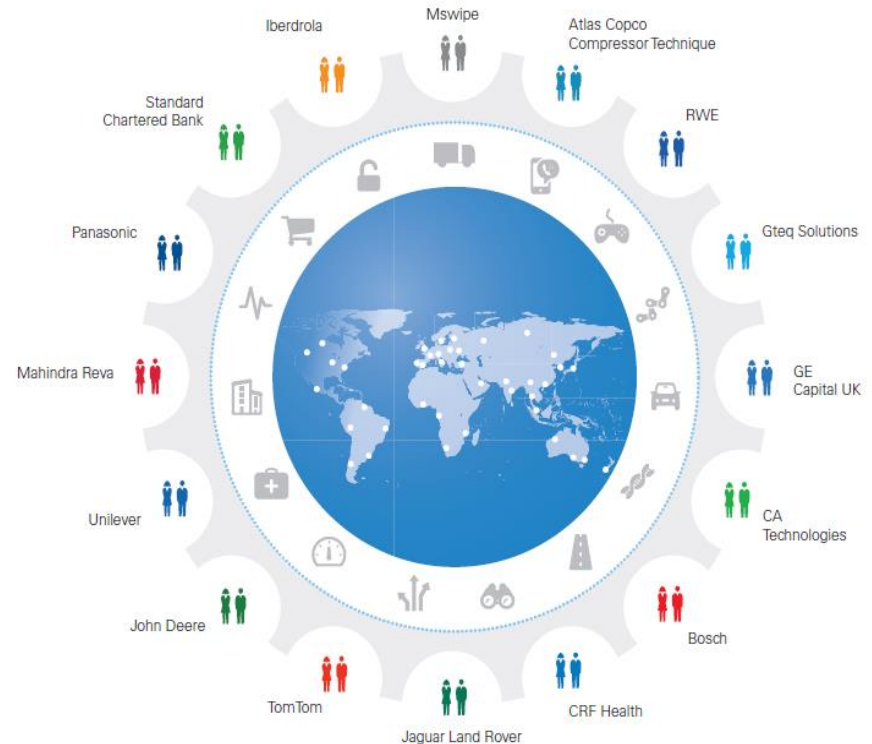 Mswipe
Atlas Copco
Compressor Technique
RWE
Gteq Solutions
GE
Capital UK
CA
Technologies
Bosch
CRF Health
Jaguar Land Rover
TomTom
John Deere
Unilever
Mahindra Reva
Panasonic
Standard
Chartered Bank
Iberdrola